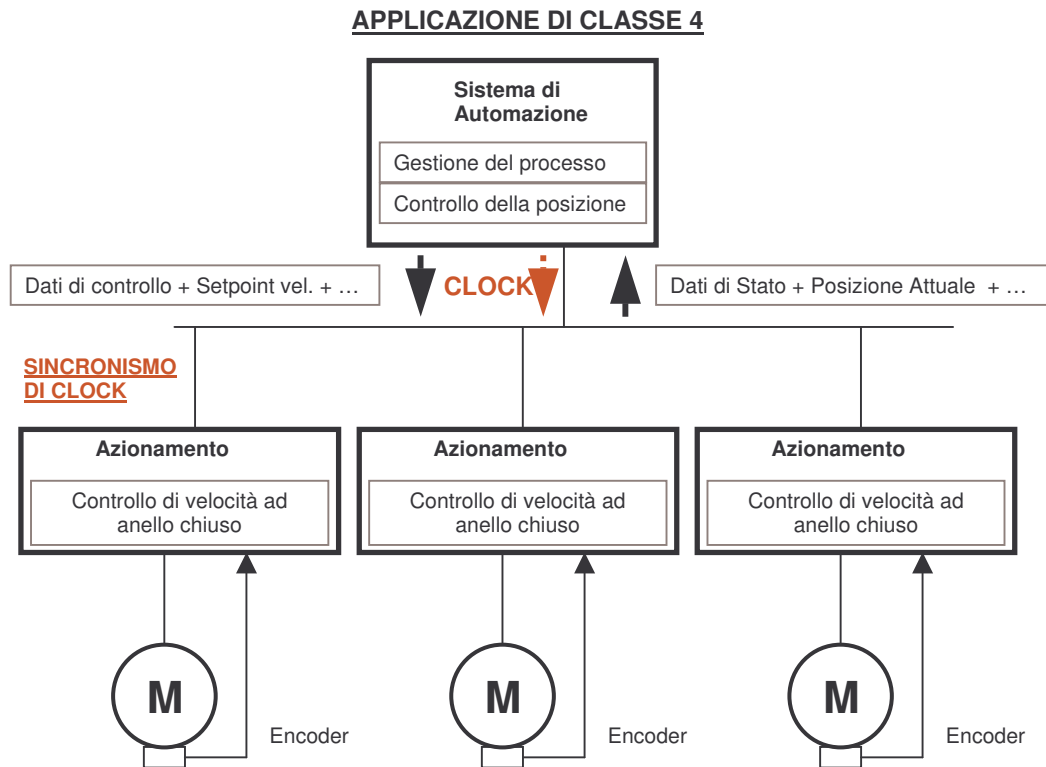 APPLICAZIONE DI CLASSE 4
Sistema di
Automazione
Gestione del processo
Controllo della posizione
Dati di controllo + Setpoint vel. + …
CLOCK
Dati di Stato + Posizione Attuale + …
SINCRONISMO
DI CLOCK
Azionamento
Controllo di velocità ad
anello chiuso
Azionamento
Controllo di velocità ad
anello chiuso
Azionamento
Controllo di velocità ad
anello chiuso
M
Encoder
M
Encoder
M
Encoder